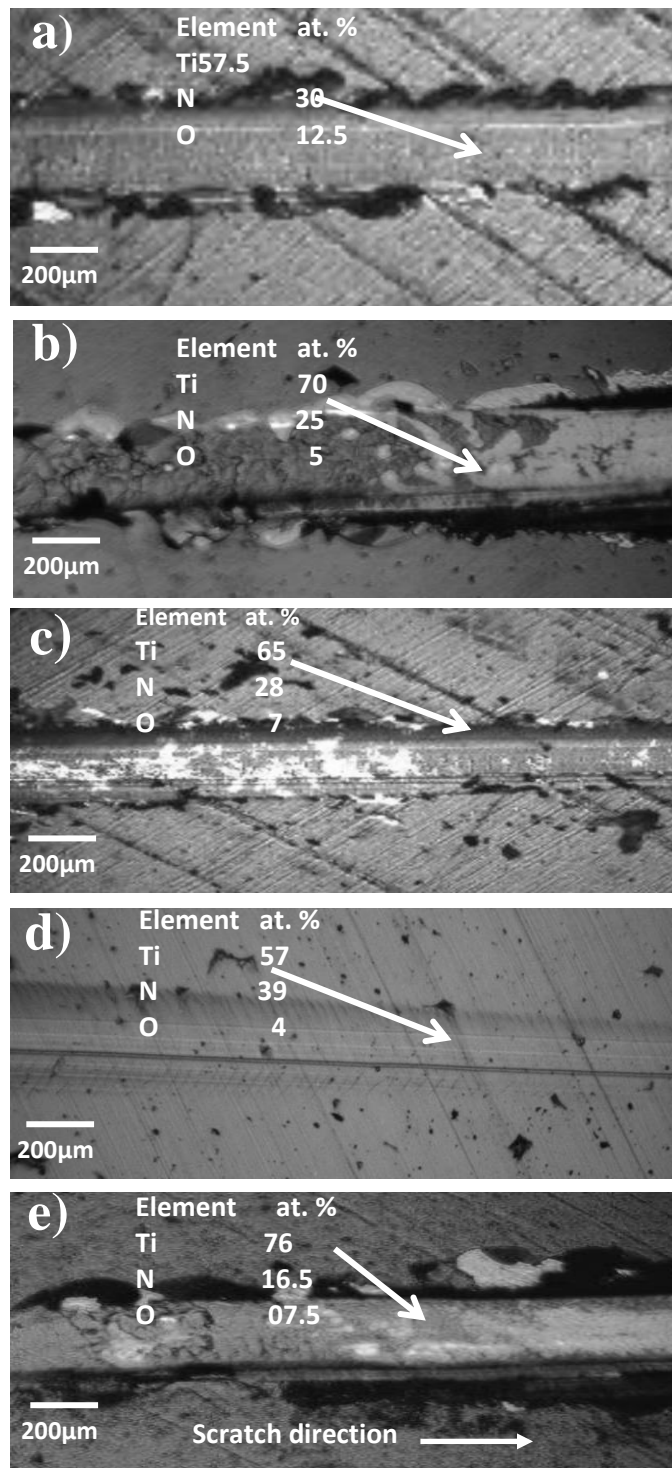 a)
Element at. %
Ti57.5
N 30
O 12.5
200µm
b)
Element at. %
Ti 70
N 25
O 5
200µm
c)
Element at. %
Ti 65
N 28
O 7
200µm
d)
Element at. %
Ti 57
N 39
O 4
200µm
e)
Element at. %
Ti 76
N 16.5
O 07.5
200µm
Scratch direction